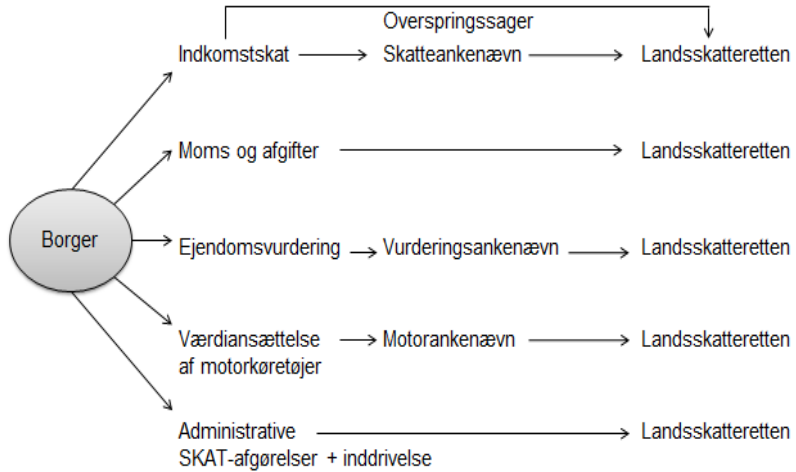 Overspringssager
Indkomstskat Skatteankenævn Landsskatteretten
Moms og afgifter Landsskatteretten
Borger
Ejendomsvurdering Vurderingsankenævn Landsskatteretten
Værdiansættelse Motorankenævn Landsskatteretten
af motorkøretøjer
Administrative Landsskatteretten
SKAT-afgørelser + inddrivelse